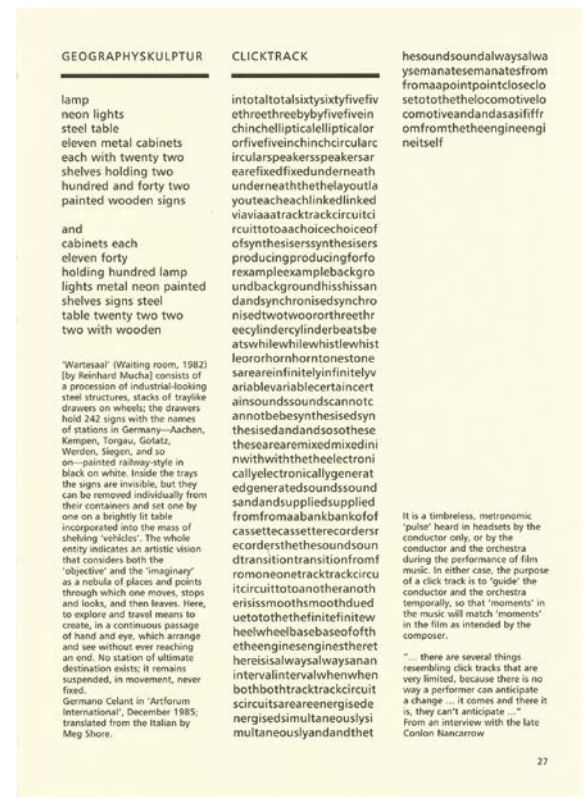 GEOGRAPHYSKULPTUR
lamp
neon lights
steel table
eleven metal cabinets
each with twenty two
shelves holding two
hundred and forty two
painted wooden signs
and
cabinets each
eleven forty
holding hundred lamp
lights metal neon painted
shelves signs steel
table twenty two two
two with wooden
'Wartesaal' (Waiting room, 1982)
[by Reinhard Mucha] consists of
a procession of industrial-looking
steel structures, stacks of traylike
drawers on wheels; the drawers
hold 242 signs with the names
of stations in Germany—Aachen,
Kempen, Torgau, Gotatz,
Werden, Siegen, and so
on—painted railway-style in
black on white. Inside the trays
the signs are invisible, but they
can be removed individually from
their containers and set one by
one on a brightly lit table
incorporated into the mass of
shelving 'vehicles'. The whole
entity indicates an artistic vision
that considers both the
'objective' and the 'imaginary'
as a nebula of places and points
through which one moves, stops
and looks, and then leaves. Here,
to explore and travel means to
create, in a continuous passage
of hand and eye, which arrange
and see without ever reaching
an end. No station of ultimate
destination exists; it remains
suspended, in movement, never
fixed.
Germano Celant in 'Artforum
International', December 1985;
translated from the Italian by
Meg Shore.
CLICKTRACK
intotaltotalsixtysixtyfivefiv
ethreethreebybyfivefivein
chinchellipticalellipticalor
orfivefiveinchinchcircularc
ircularspeakersspeakersar
earefixedfixedunderneath
underneaththethelayoutla
youteacheachlinkedlinked
viaviaaatracktrackcircuitci
rcuittotoaachoicechoiceof
ofsynthesiserssynthesisers
producingproducingforfo
rexampleexamplebackgro
undbackgroundhisshissan
dandsynchronisedsynchro
nisedtwotwoororthreethr
eecylindercylinderbeatsbe
atswhilewhilewhistlewhist
leororhornhorntonestone
sareareinfinitelyinfinitelyv
ariablevariablecertaincert
ainsoundssoundscannotc
annotbebesynthesisedsyn
thesisedandandsosothese
thesearearemixedmixedini
nwithwiththetheelectroni
callyelectronicallygenerat
edgeneratedsoundssound
sandandsuppliedsupplied
fromfromaabankbankofof
cassettecassetterecordersr
ecordersthethesoundsoun
dtransitiontransitionfromf
romoneonetracktrackcircu
itcircuittotoanotheranoth
erisissmoothsmoothdued
uetotothethefinitefinitew
heelwheelbasebaseofofth
etheenginesenginestheret
hereisisalwaysalwaysanan
intervalintervalwhenwhen
bothbothtracktrackcircuit
scircuitsareareenergisede
nergisedsimultaneouslysi
multaneouslyandandthet
hesoundsoundalwaysalwa
ysemanatesemanatesfrom
fromaapointpointcloseclo
setotothethelocomotivelo
comotiveandandasasififfr
omfromtheengineengi
neitself
It is a timbreless, metronomic
'pulse' heard in headsets by the
conductor only, or by the
conductor and the orchestra
during the performance of film
music. In either case, the purpose
of a click track is to 'guide' the
conductor and the orchestra
temporally, so that 'moments' in
the music will match 'moments'
in the film as intended by the
composer.
"... there are several things
resembling click tracks that are
very limited, because there is no
way a performer can anticipate
a change ... it comes and there it
is, they can't anticipate ..."
From an interview with the late
Conlon Nancarrow
27